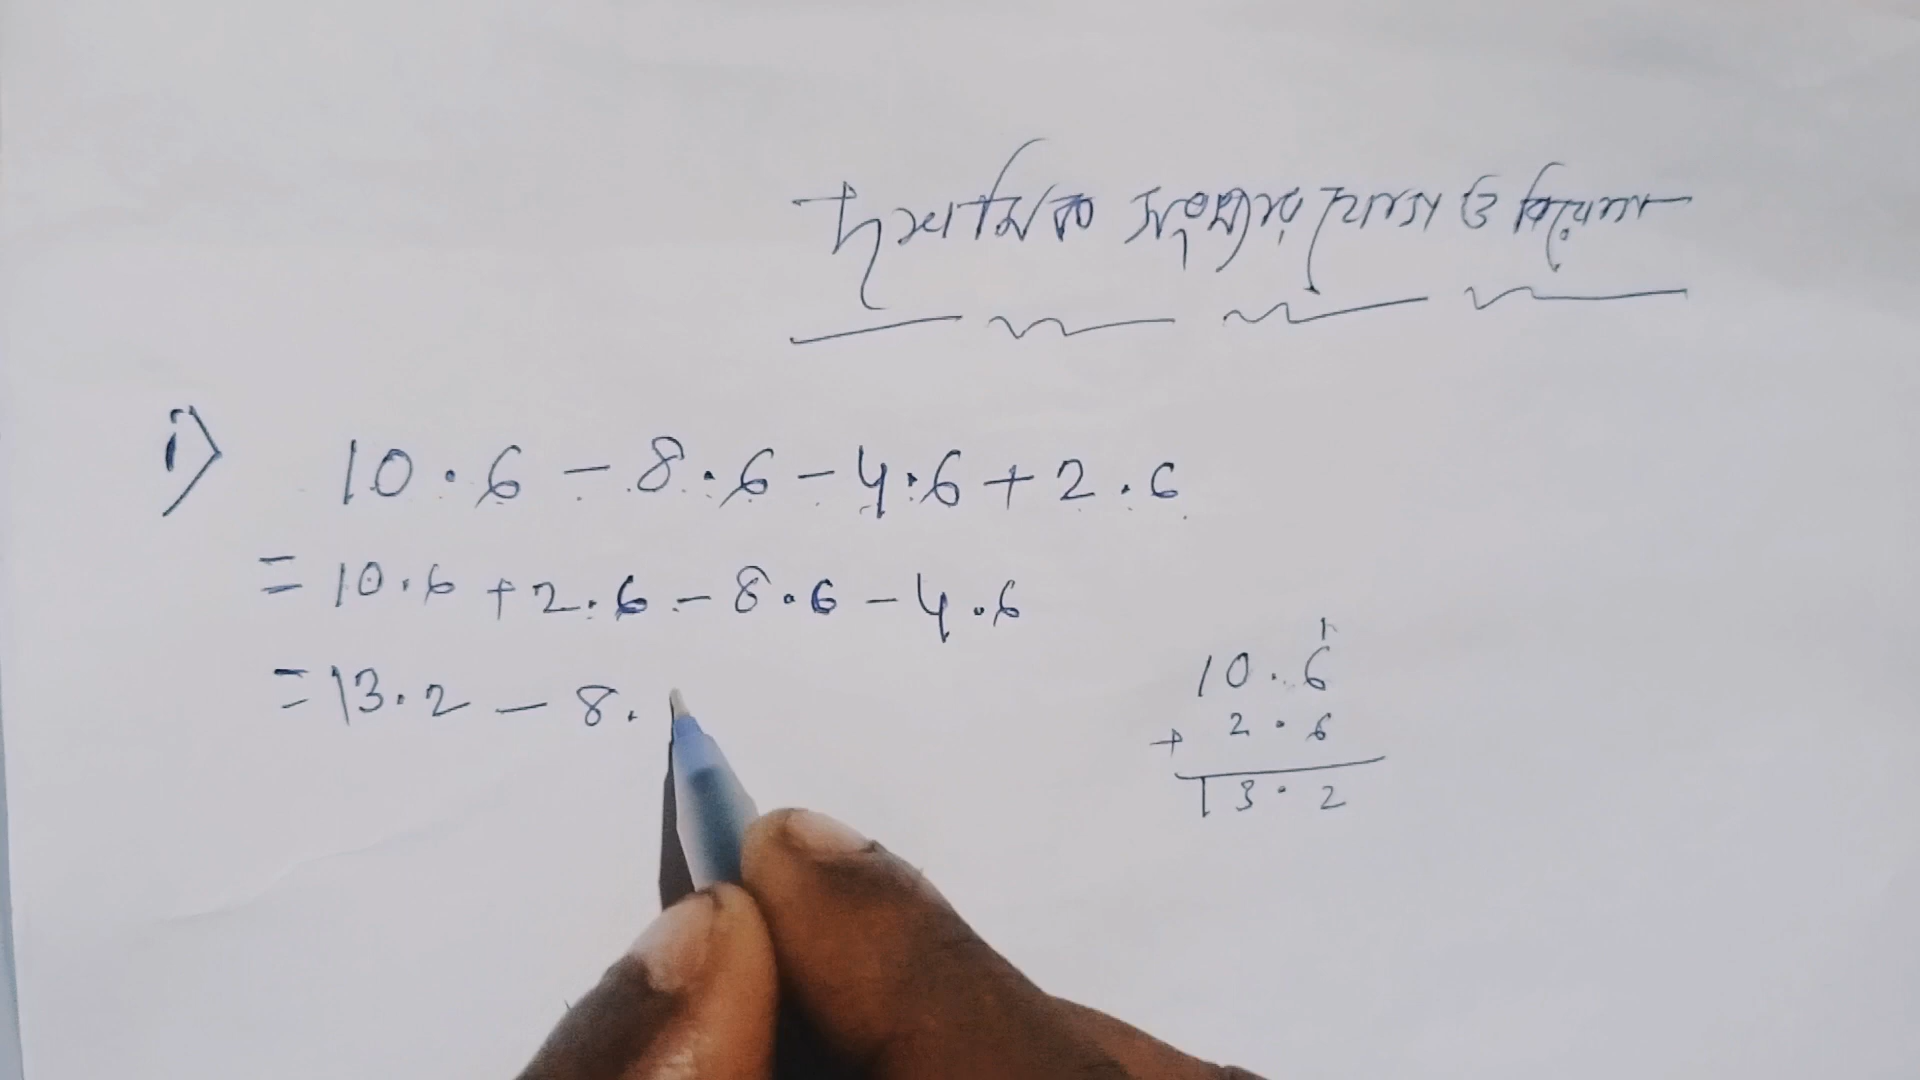 দশমিক সংখ্যার যোগ ও বিয়োগ
i) 10.6 - 8.6 - 4.6 + 2.6
= 10.6 + 2.6 - 8.6 - 4.6
= 13.2 - 8.
1
10.6
+ 2.6
13.2